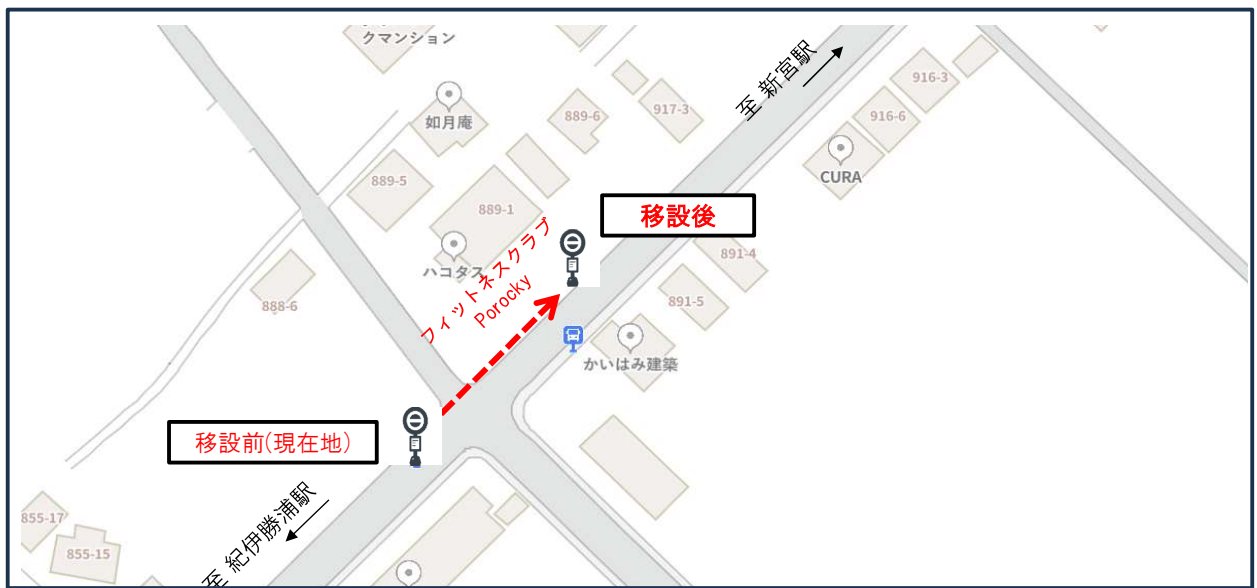 クマンション
至 新宮駅
916-3
如月庵
889-6
917-3
916-6
CURA
889-5
889-1
移設後
フィットネスクラブ
Porocky
ハコタス
891-4
888-6
891-5
かいはみ建築
移設前(現在地)
至 紀伊勝浦駅
855-17
855-15